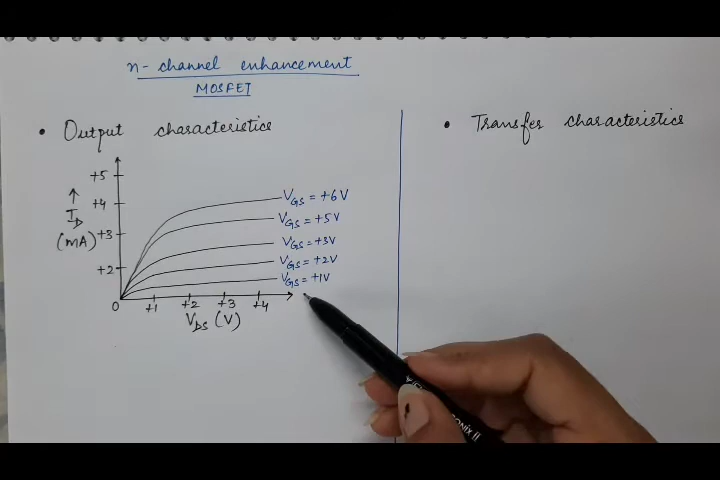 n-channel enhancement
MOSFET
• Output characteristics
• Transfer characteristics
+5
+4
+3
+2
↑
I_D
(mA)
V_GS = +6V
V_GS = +5V
V_GS = +3V
V_GS = +2V
V_GS = +1V
0 +1 +2 +3 +4
V_DS (V)